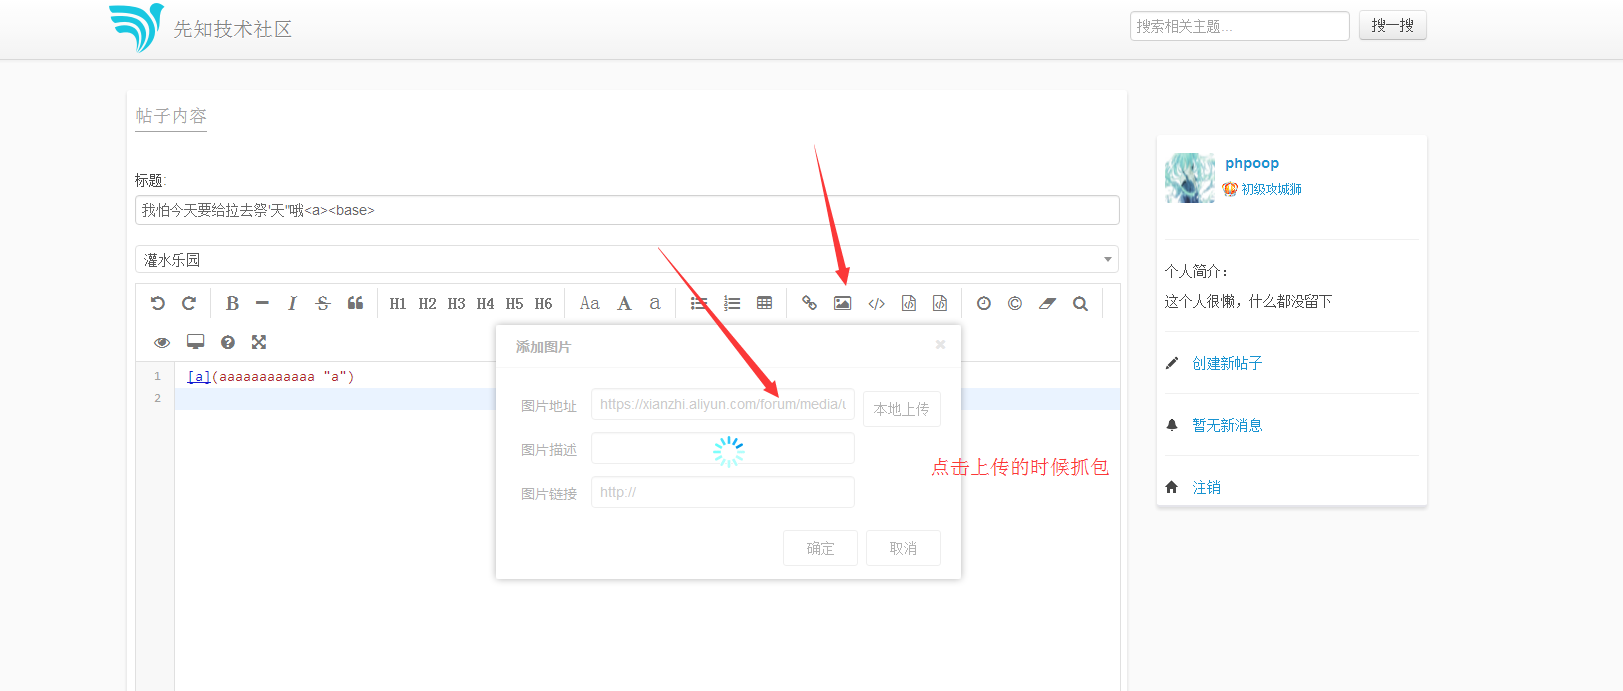 先知技术社区
搜索相关主题...
搜一搜
帖子内容
标题:
我怕今天要给拉去祭'天"哦<a><base>
灌水乐园
B I S H1 H2 H3 H4 H5 H6 Aa A a
1 [a](aaaaaaaaaaaa "a")
2
添加图片
图片地址 https://xianzhi.aliyun.com/forum/media/u 本地上传
图片描述
图片链接 http://
确定 取消
点击上传的时候抓包
phpoop
初级攻城狮
个人简介：
这个人很懒，什么都没留下
创建新帖子
暂无新消息
注销